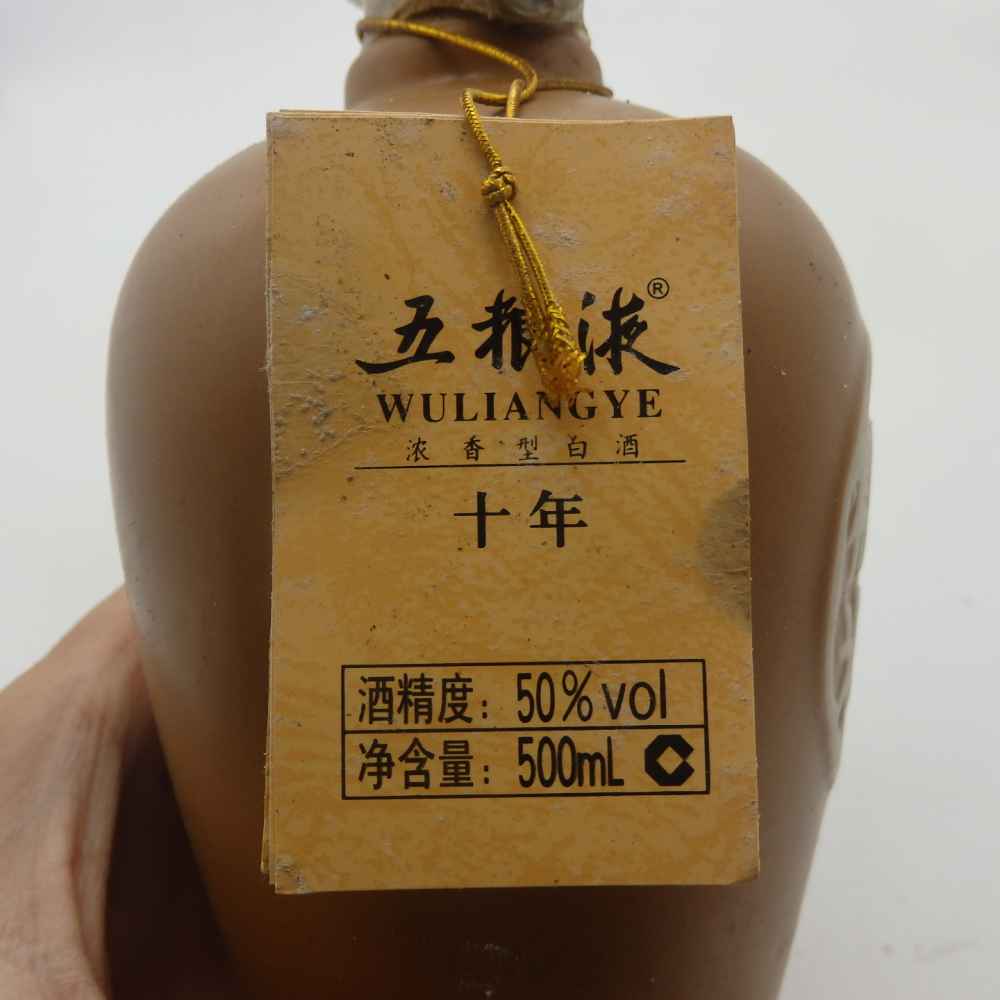 五粮液®
WULIANGYE
浓香型白酒
十年
酒精度：50%vol
净含量：500mL